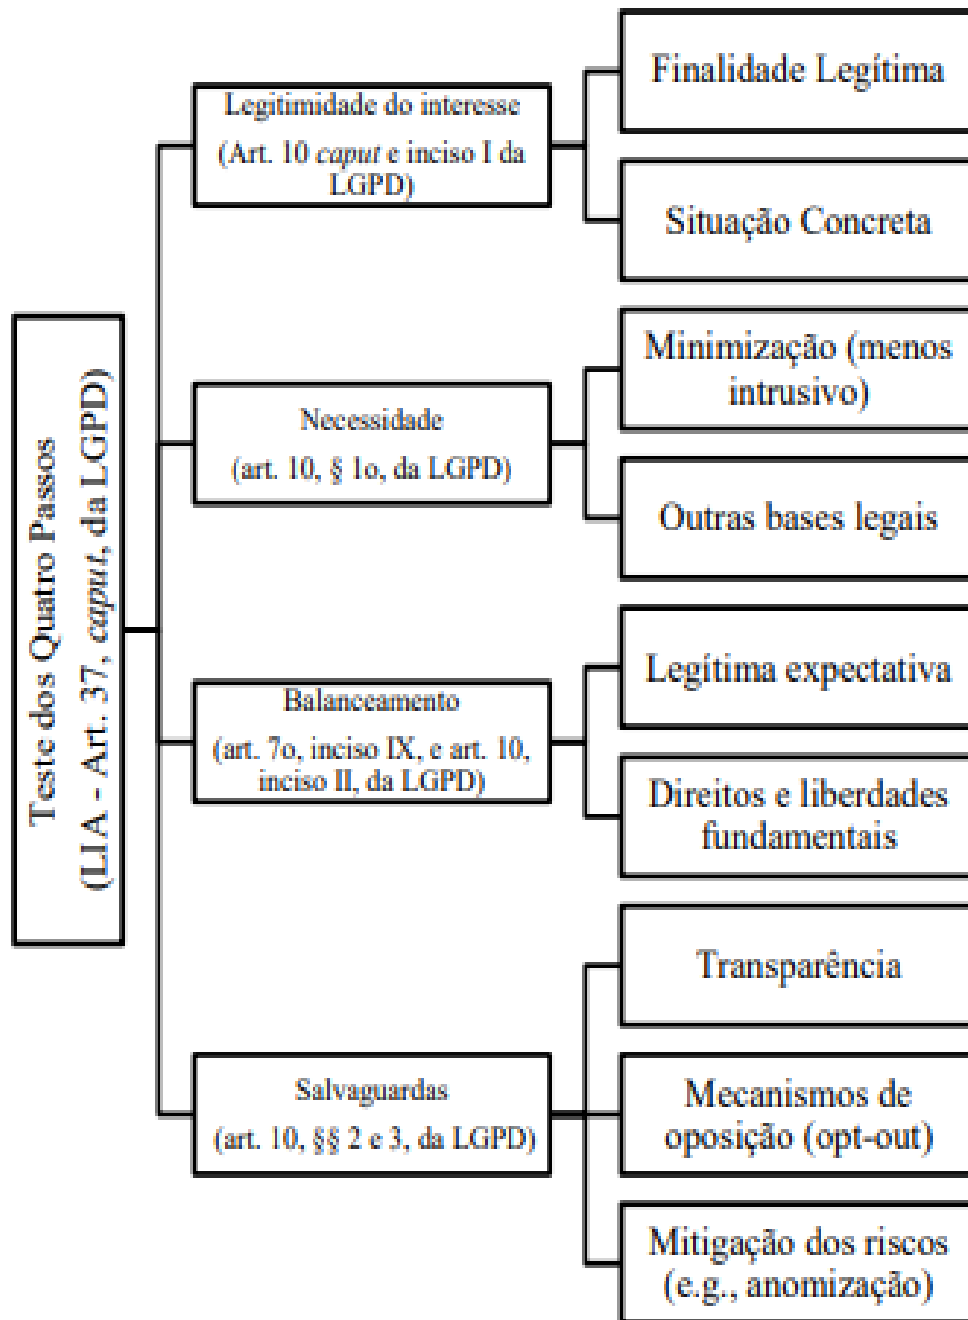 Teste dos Quatro Passos
(LIA - Art. 37, caput, da LGPD)
Legitimidade do interesse
(Art. 10 caput e inciso I da
LGPD)
Finalidade Legítima
Situação Concreta
Necessidade
(art. 10, § 1o, da LGPD)
Minimização (menos
intrusivo)
Outras bases legais
Balanceamento
(art. 7o, inciso IX, e art. 10,
inciso II, da LGPD)
Legítima expectativa
Direitos e liberdades
fundamentais
Salvaguardas
(art. 10, §§ 2 e 3, da LGPD)
Transparência
Mecanismos de
oposição (opt-out)
Mitigação dos riscos
(e.g., anomização)